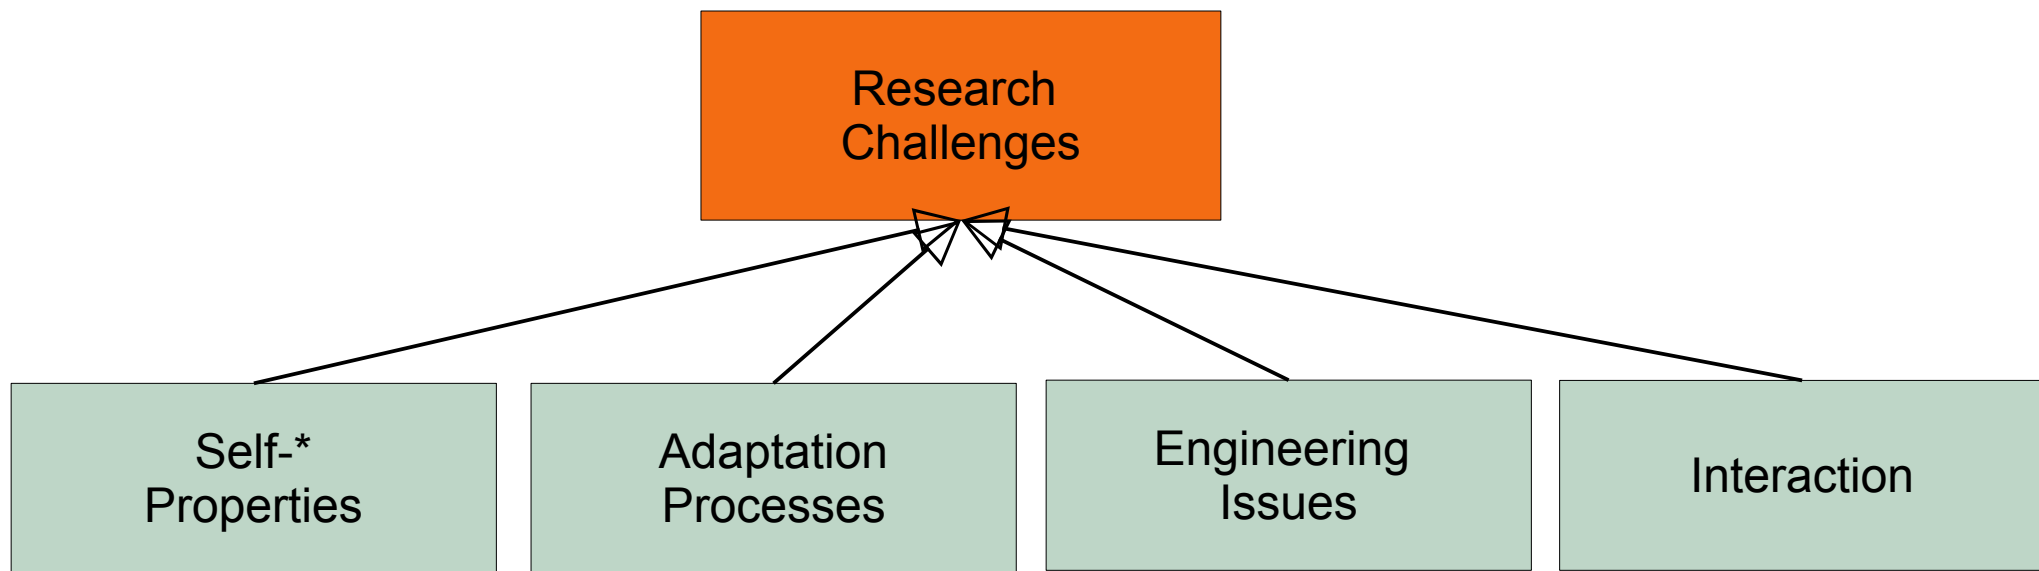 Research
Challenges
Self-*
Properties
Adaptation
Processes
Engineering
Issues
Interaction